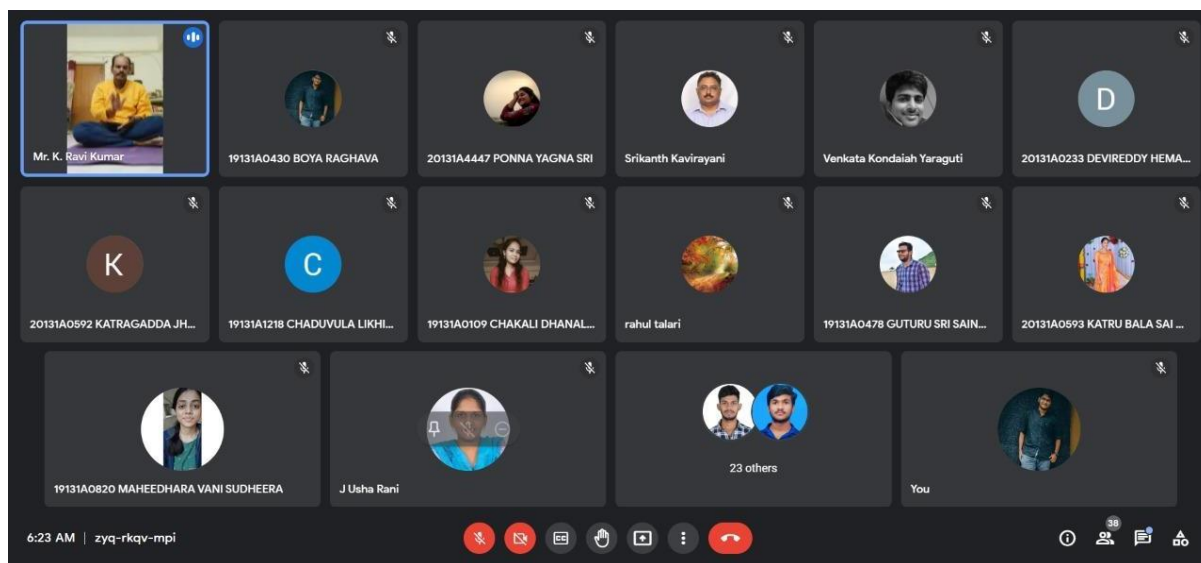 Mr. K. Ravi Kumar
19131A0430 BOYA RAGHAVA
20131A4447 PONNA YAGNA SRI
Srikanth Kavirayani
Venkata Kondaiah Yaraguti
D
20131A0233 DEVIREDDY HEMA...
K
20131A0592 KATRAGADDA JH...
C
19131A1218 CHADUVULA LIKHI...
19131A0109 CHAKALI DHANAL...
rahul talari
19131A0478 GUTURU SRI SAIN...
20131A0593 KATRU BALA SAI ...
19131A0820 MAHEEDHARA VANI SUDHEERA
J Usha Rani
23 others
You
6:23 AM | zyq-rkqv-mpi
CC
38